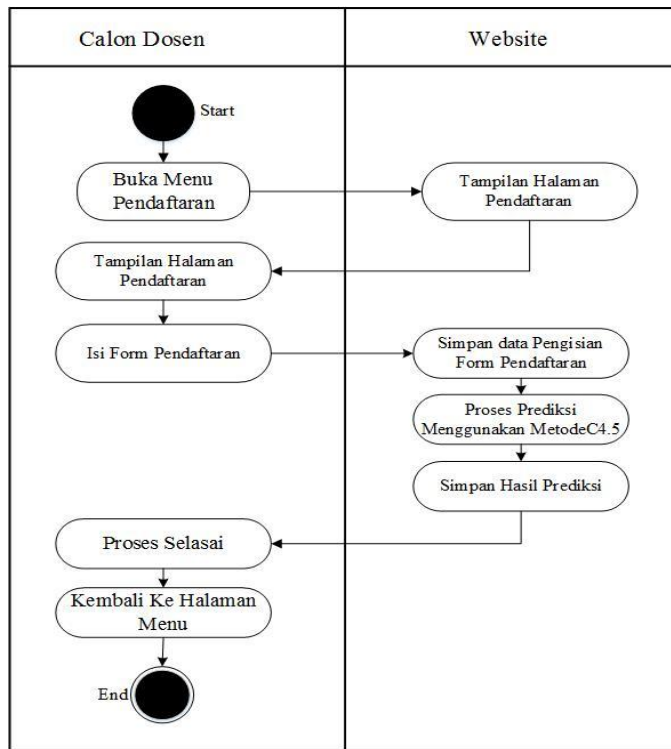 Calon Dosen
Website
Start
Buka Menu
Pendaftaran
Tampilan Halaman
Pendaftaran
Tampilan Halaman
Pendaftaran
Isi Form Pendaftaran
Simpan data Pengisian
Form Pendaftaran
Proses Prediksi
Menggunakan MetodeC4.5
Simpan Hasil Prediksi
Proses Selasai
Kembali Ke Halaman
Menu
End